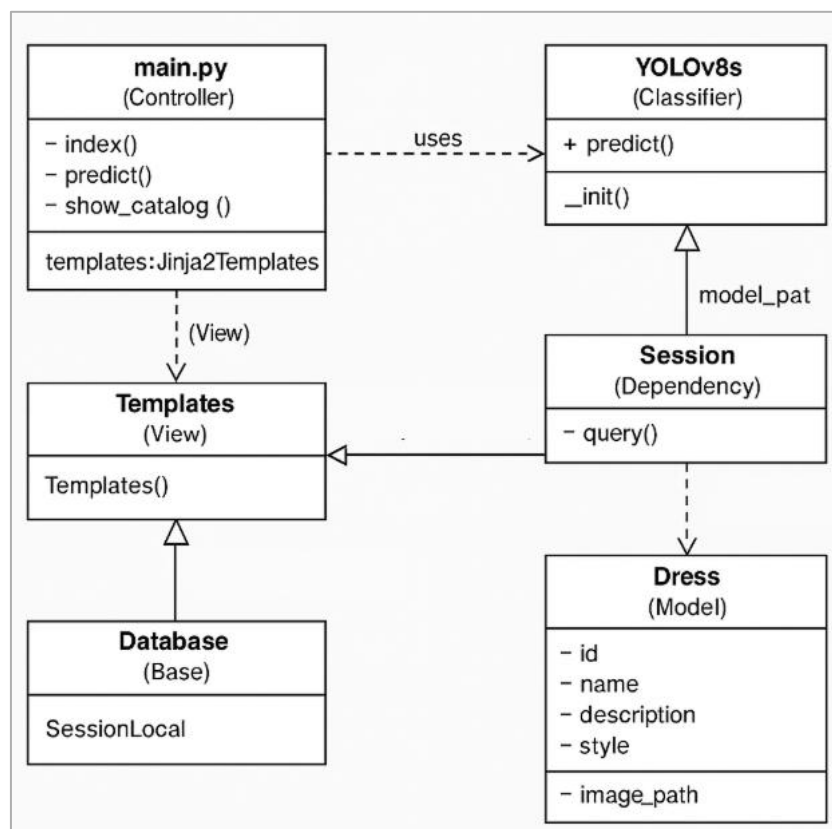 main.py
(Controller)
– index()
– predict()
– show_catalog ()
templates:Jinja2Templates
uses
YOLOv8s
(Classifier)
+ predict()
_init()
model_pat
(View)
Templates
(View)
Templates()
Session
(Dependency)
– query()
Database
(Base)
SessionLocal
Dress
(Model)
– id
– name
– description
– style
– image_path